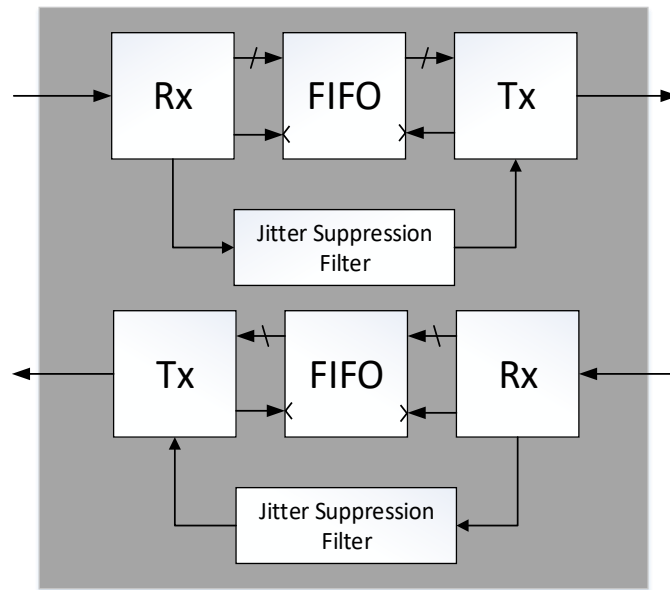 Rx
FIFO
Tx
Jitter Suppression
Filter
Tx
FIFO
Rx
Jitter Suppression
Filter